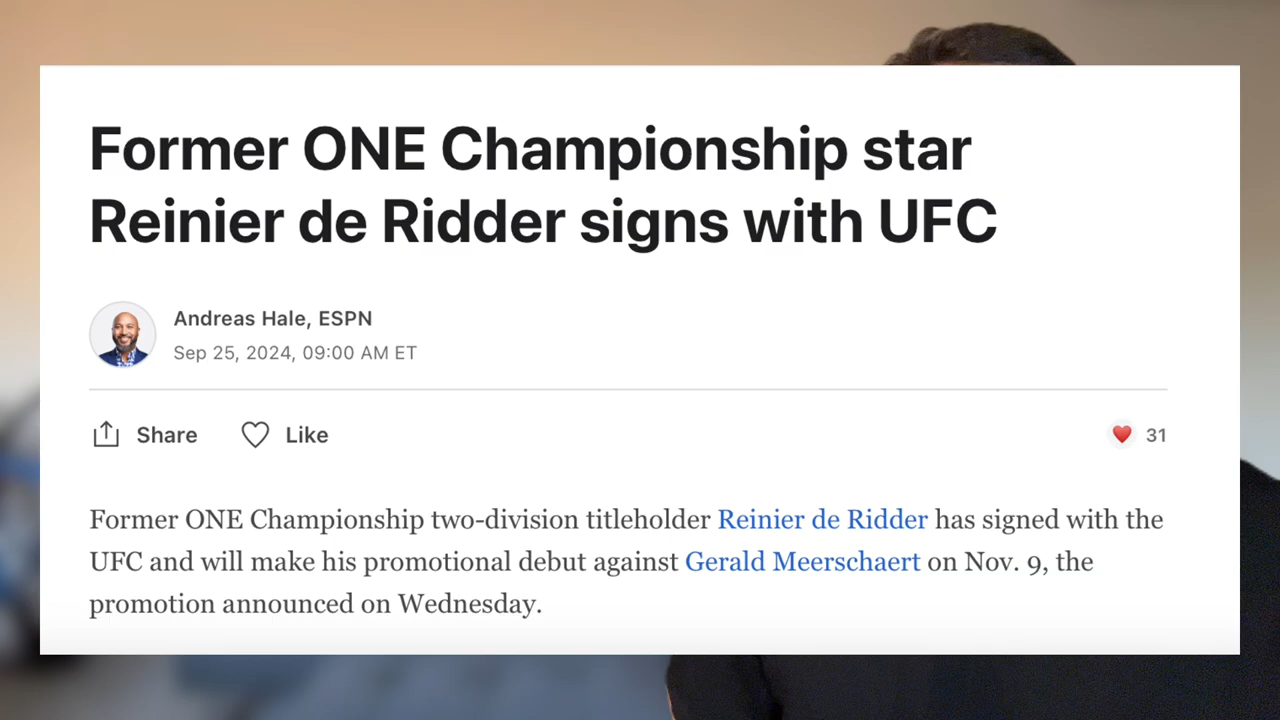 Former ONE Championship star
Reinier de Ridder signs with UFC
Andreas Hale, ESPN
Sep 25, 2024, 09:00 AM ET
Share Like 31
Former ONE Championship two-division titleholder Reinier de Ridder has signed with the
UFC and will make his promotional debut against Gerald Meerschaert on Nov. 9, the
promotion announced on Wednesday.